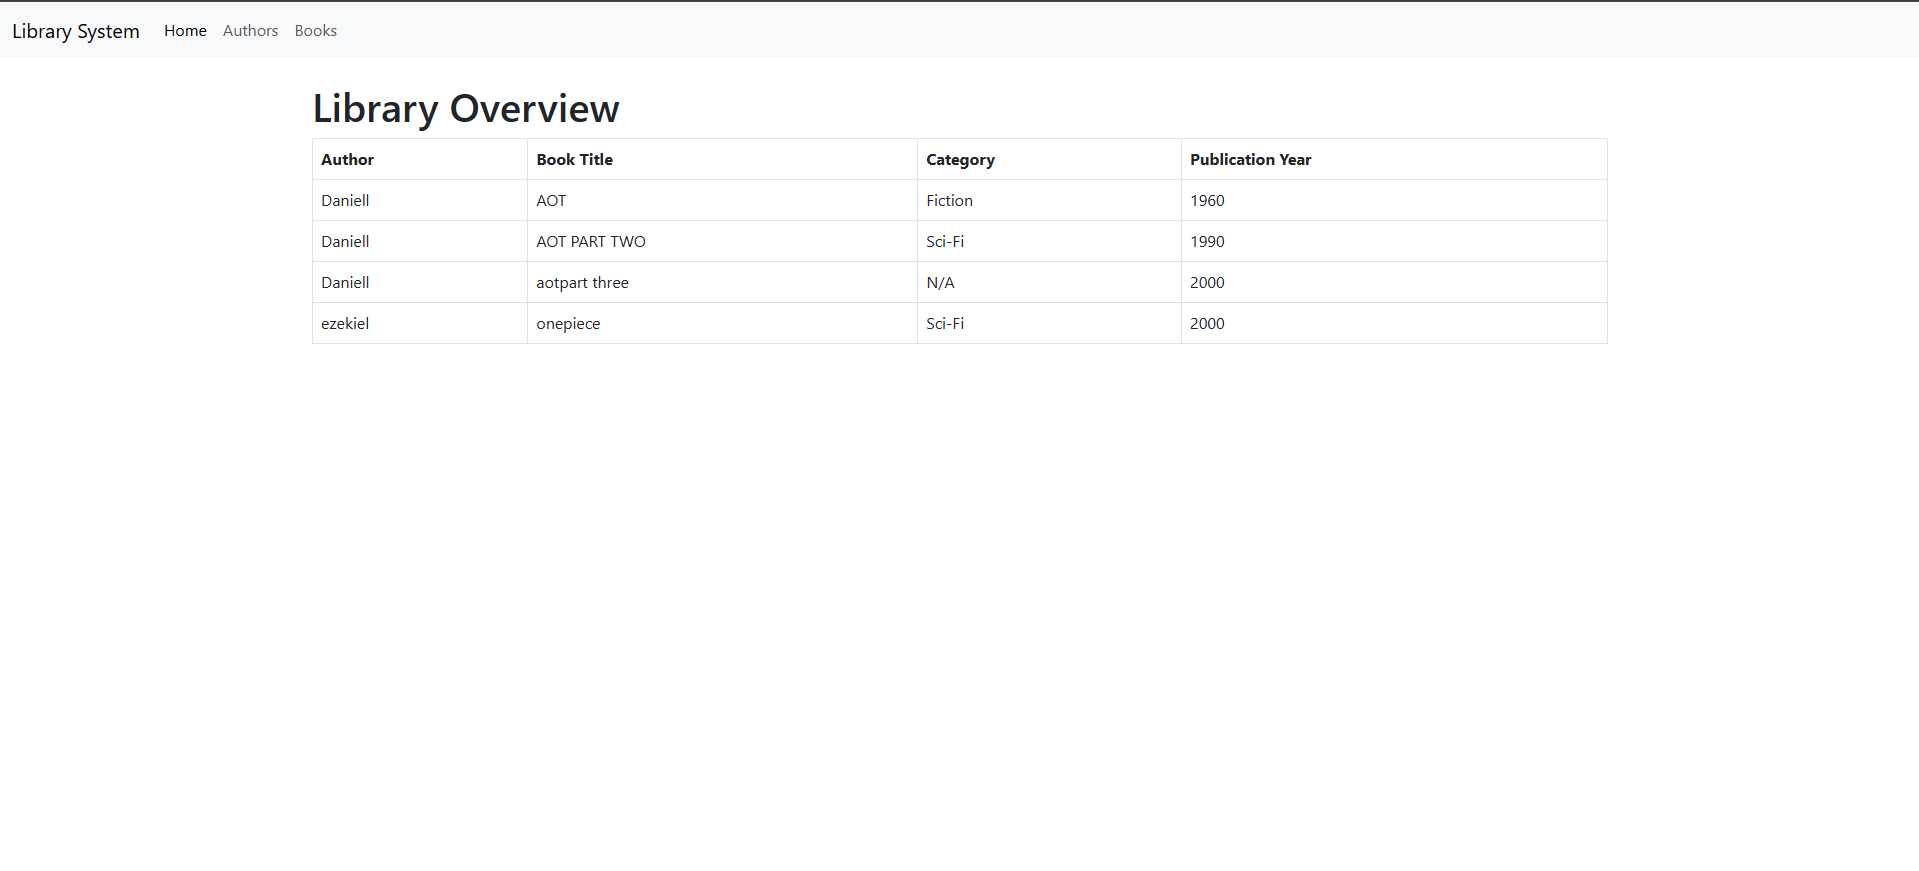 Library System Home Authors Books
Library Overview
Author Book Title Category Publication Year
Daniell AOT Fiction 1960
Daniell AOT PART TWO Sci-Fi 1990
Daniell aotpart three N/A 2000
ezekiel onepiece Sci-Fi 2000